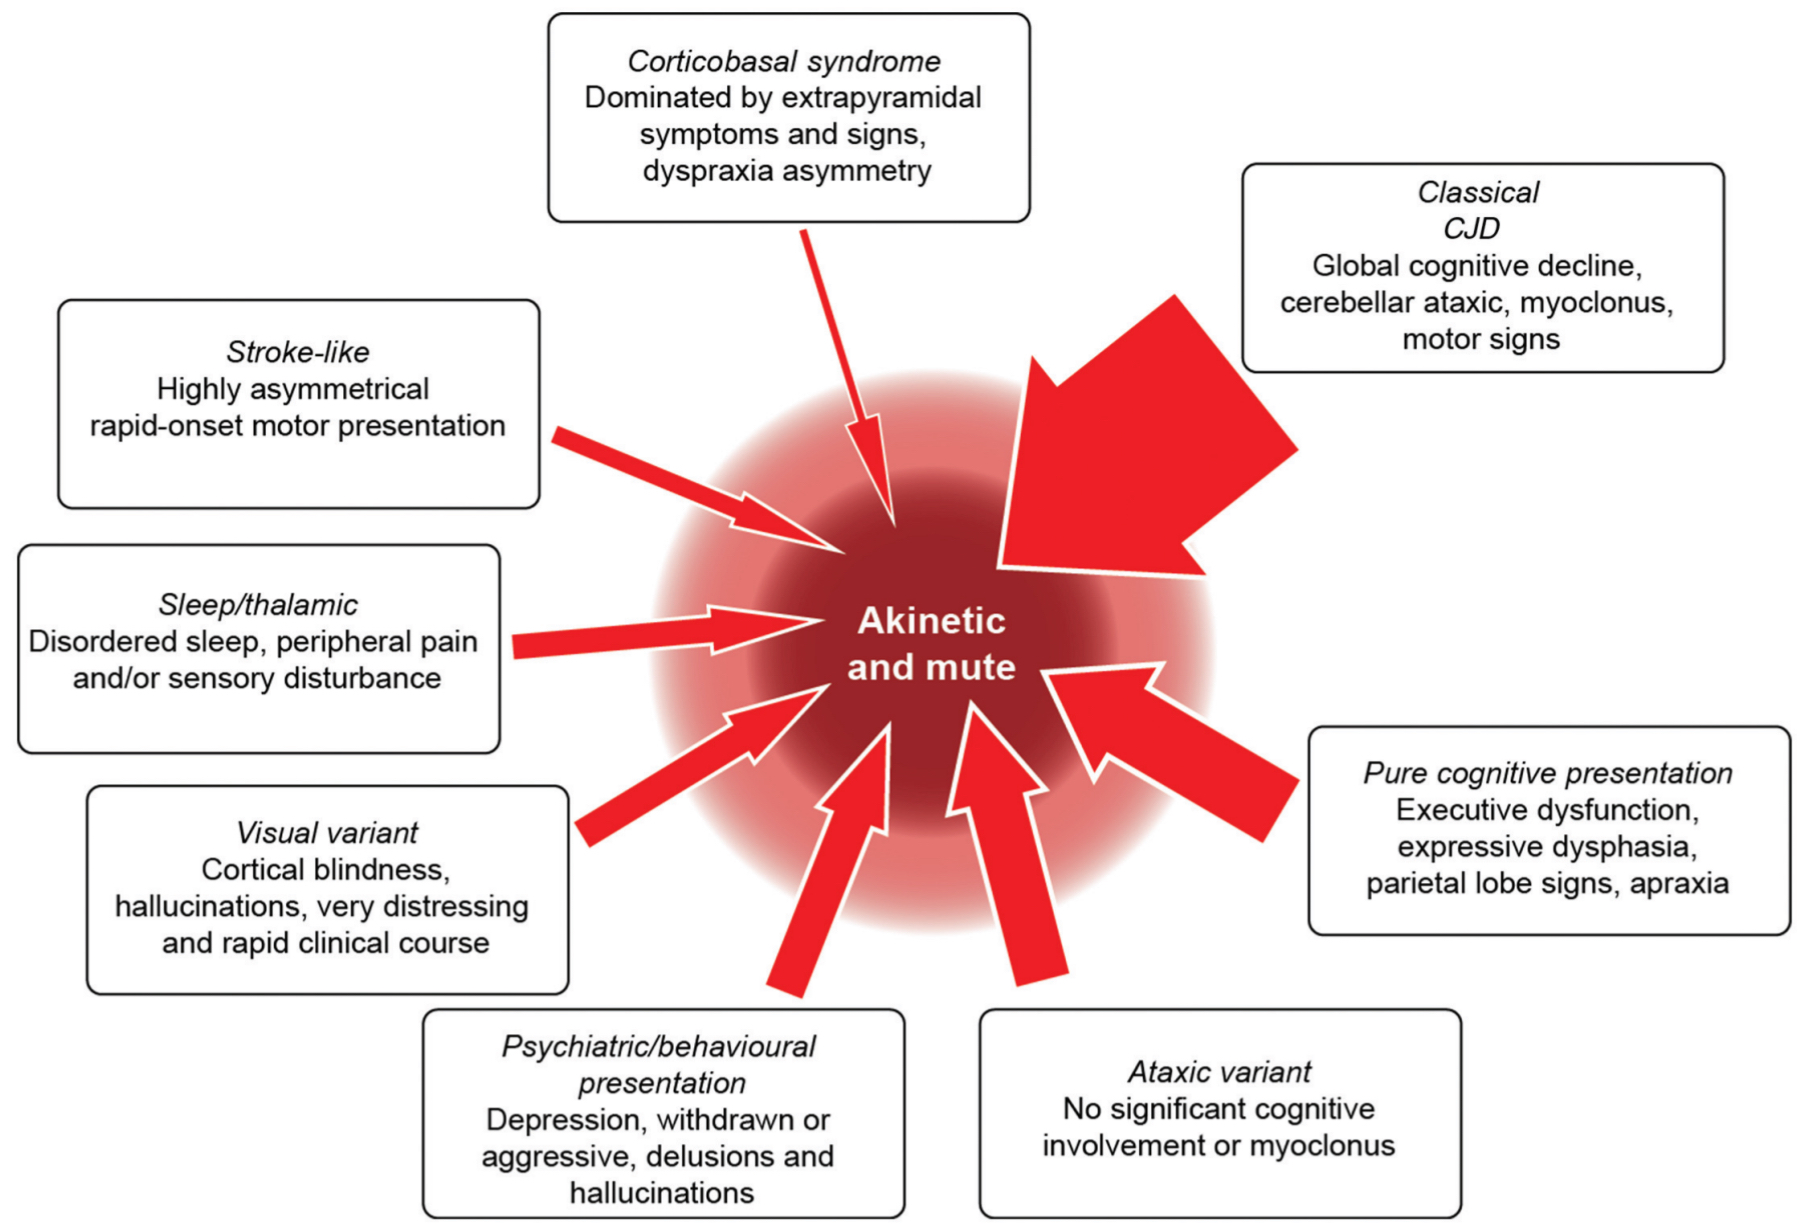 Corticobasal syndrome
Dominated by extrapyramidal
symptoms and signs,
dyspraxia asymmetry
Classical
CJD
Global cognitive decline,
cerebellar ataxic, myoclonus,
motor signs
Stroke-like
Highly asymmetrical
rapid-onset motor presentation
Sleep/thalamic
Disordered sleep, peripheral pain
and/or sensory disturbance
Akinetic
and mute
Pure cognitive presentation
Executive dysfunction,
expressive dysphasia,
parietal lobe signs, apraxia
Visual variant
Cortical blindness,
hallucinations, very distressing
and rapid clinical course
Psychiatric/behavioural
presentation
Depression, withdrawn or
aggressive, delusions and
hallucinations
Ataxic variant
No significant cognitive
involvement or myoclonus